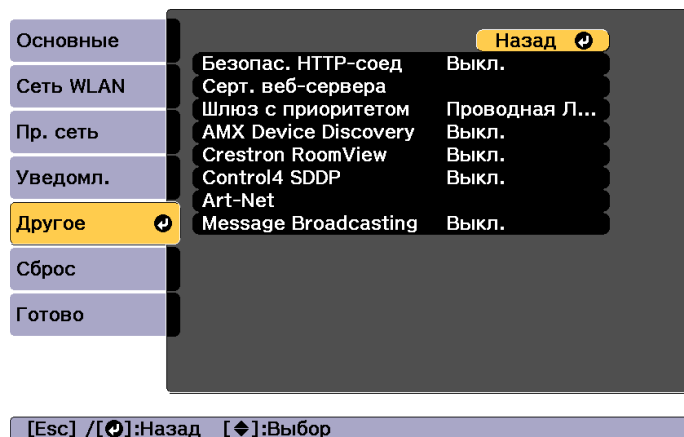 Основные
Сеть WLAN
Пр. сеть
Уведомл.
Другое
Сброс
Готово
Назад
Безопас. HTTP-соед Выкл.
Серт. веб-сервера
Шлюз с приоритетом Проводная Л...
AMX Device Discovery Выкл.
Crestron RoomView Выкл.
Control4 SDDP Выкл.
Art-Net
Message Broadcasting Выкл.
[Esc] /[ ]:Назад [ ]:Выбор